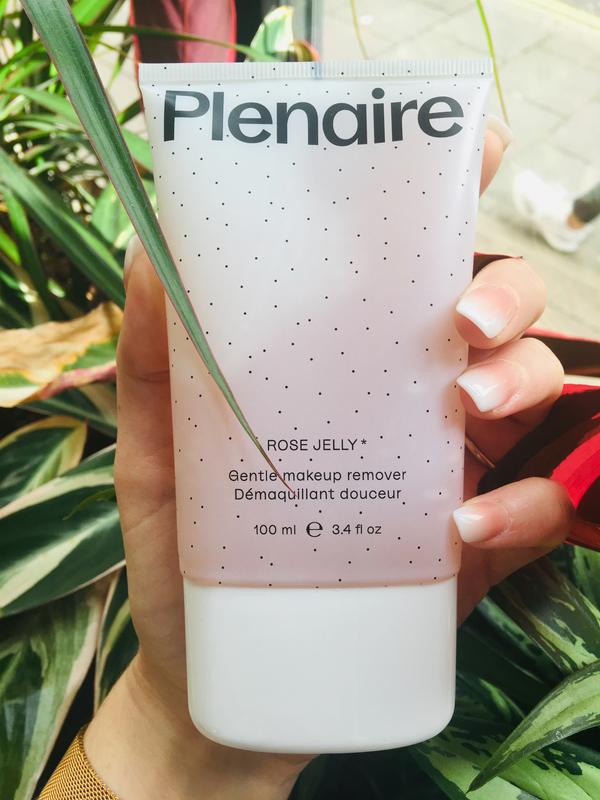 Plenaire
ROSE JELLY*
Gentle makeup remover
Démaquillant douceur
100 ml ℮ 3.4 fl oz